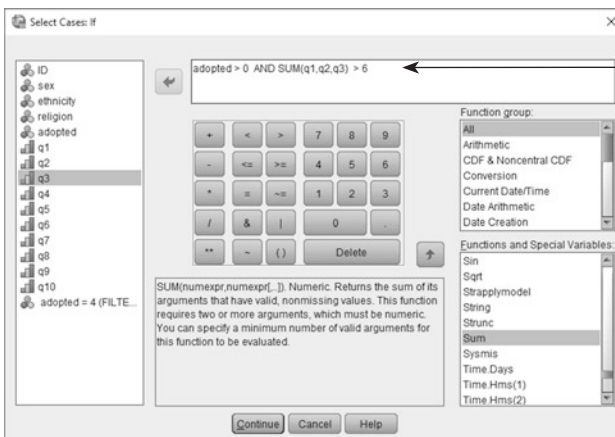 Select Cases: If
adopted > 0 AND SUM(q1,q2,q3) > 6
ID
sex
ethnicity
religion
adopted
q1
q2
q3
q4
q5
q6
q7
q8
q9
q10
adopted = 4 (FILTE...
+ < > 7 8 9
- <= >= 4 5 6
* = ~= 1 2 3
/ & | 0 .
** ~ ( ) Delete
Function group:
All
Arithmetic
CDF & Noncentral CDF
Conversion
Current Date/Time
Date Arithmetic
Date Creation
Functions and Special Variables:
Sin
Sqrt
Strapplymodel
String
Strunc
Sum
Sysmis
Time.Days
Time.Hms(1)
Time.Hms(2)
SUM(numexpr,numexpr[,..]). Numeric. Returns the sum of its
arguments that have valid, nonmissing values. This function
requires two or more arguments, which must be numeric.
You can specify a minimum number of valid arguments for
this function to be evaluated.
Continue Cancel Help